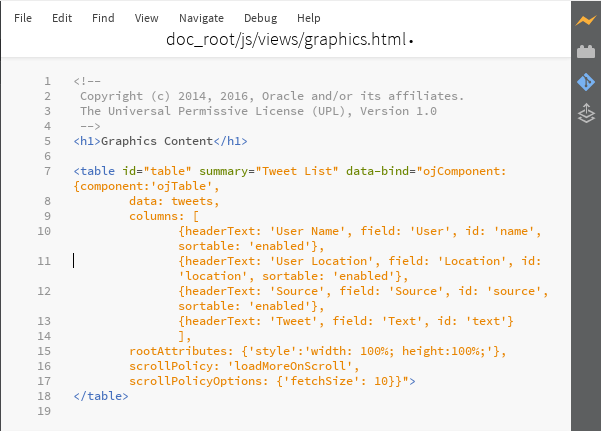 File Edit Find View Navigate Debug Help
doc_root/js/views/graphics.html •
1 <!--
2 Copyright (c) 2014, 2016, Oracle and/or its affiliates.
3 The Universal Permissive License (UPL), Version 1.0
4 -->
5 <h1>Graphics Content</h1>
6
7 <table id="table" summary="Tweet List" data-bind="ojComponent:
{component:'ojTable',
8 data: tweets,
9 columns: [
10 {headerText: 'User Name', field: 'User', id: 'name',
sortable: 'enabled'},
11 {headerText: 'User Location', field: 'Location', id:
'location', sortable: 'enabled'},
12 {headerText: 'Source', field: 'Source', id: 'source',
sortable: 'enabled'},
13 {headerText: 'Tweet', field: 'Text', id: 'text'}
14 ],
15 rootAttributes: {'style':'width: 100%; height:100%;'},
16 scrollPolicy: 'loadMoreOnScroll',
17 scrollPolicyOptions: {'fetchSize': 10}}">
18 </table>
19